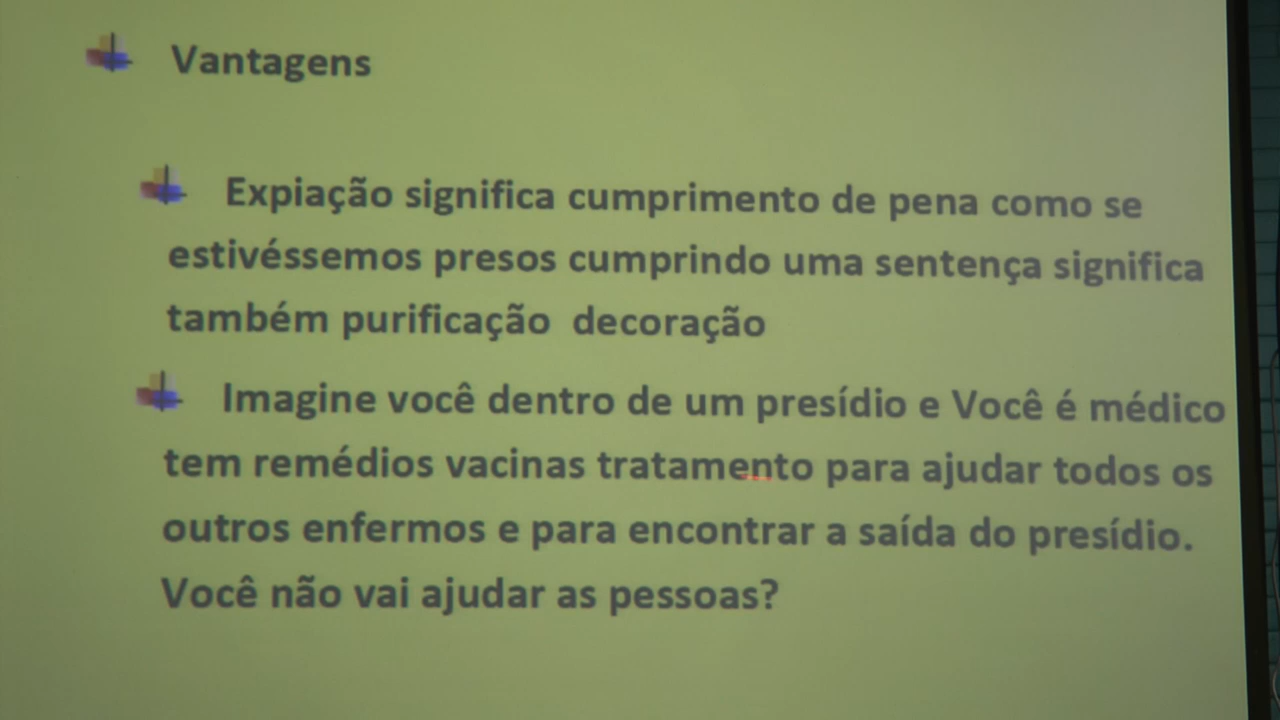 Vantagens
Expiação significa cumprimento de pena como se
estivéssemos presos cumprindo uma sentença significa
também purificação decoração
Imagine você dentro de um presídio e Você é médico
tem remédios vacinas tratamento para ajudar todos os
outros enfermos e para encontrar a saída do presídio.
Você não vai ajudar as pessoas?